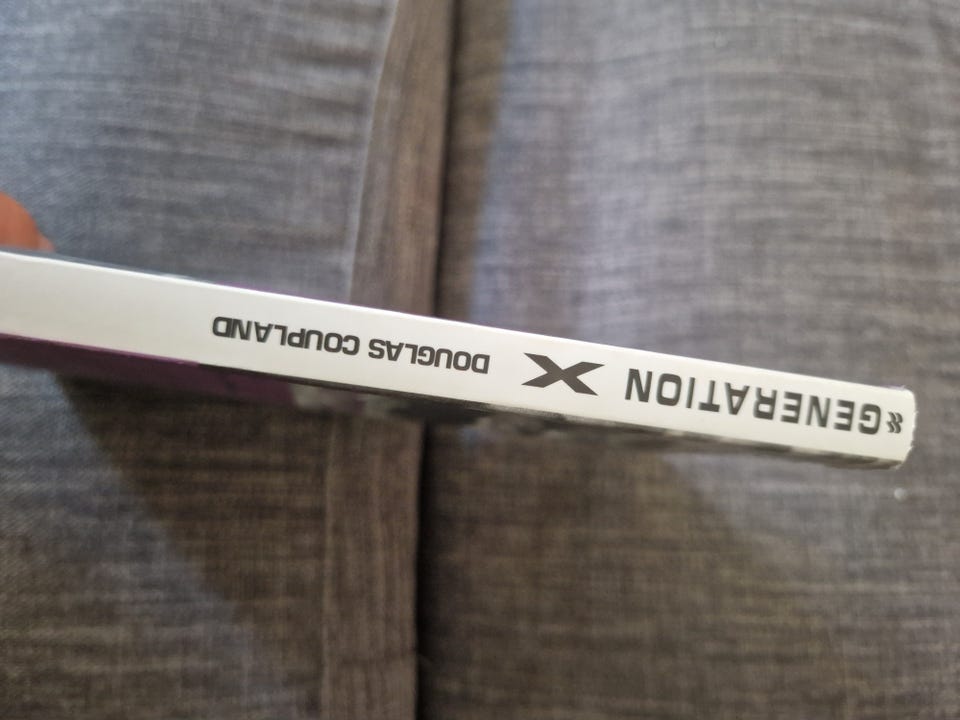 GENERATION X DOUGLAS COUPLAND